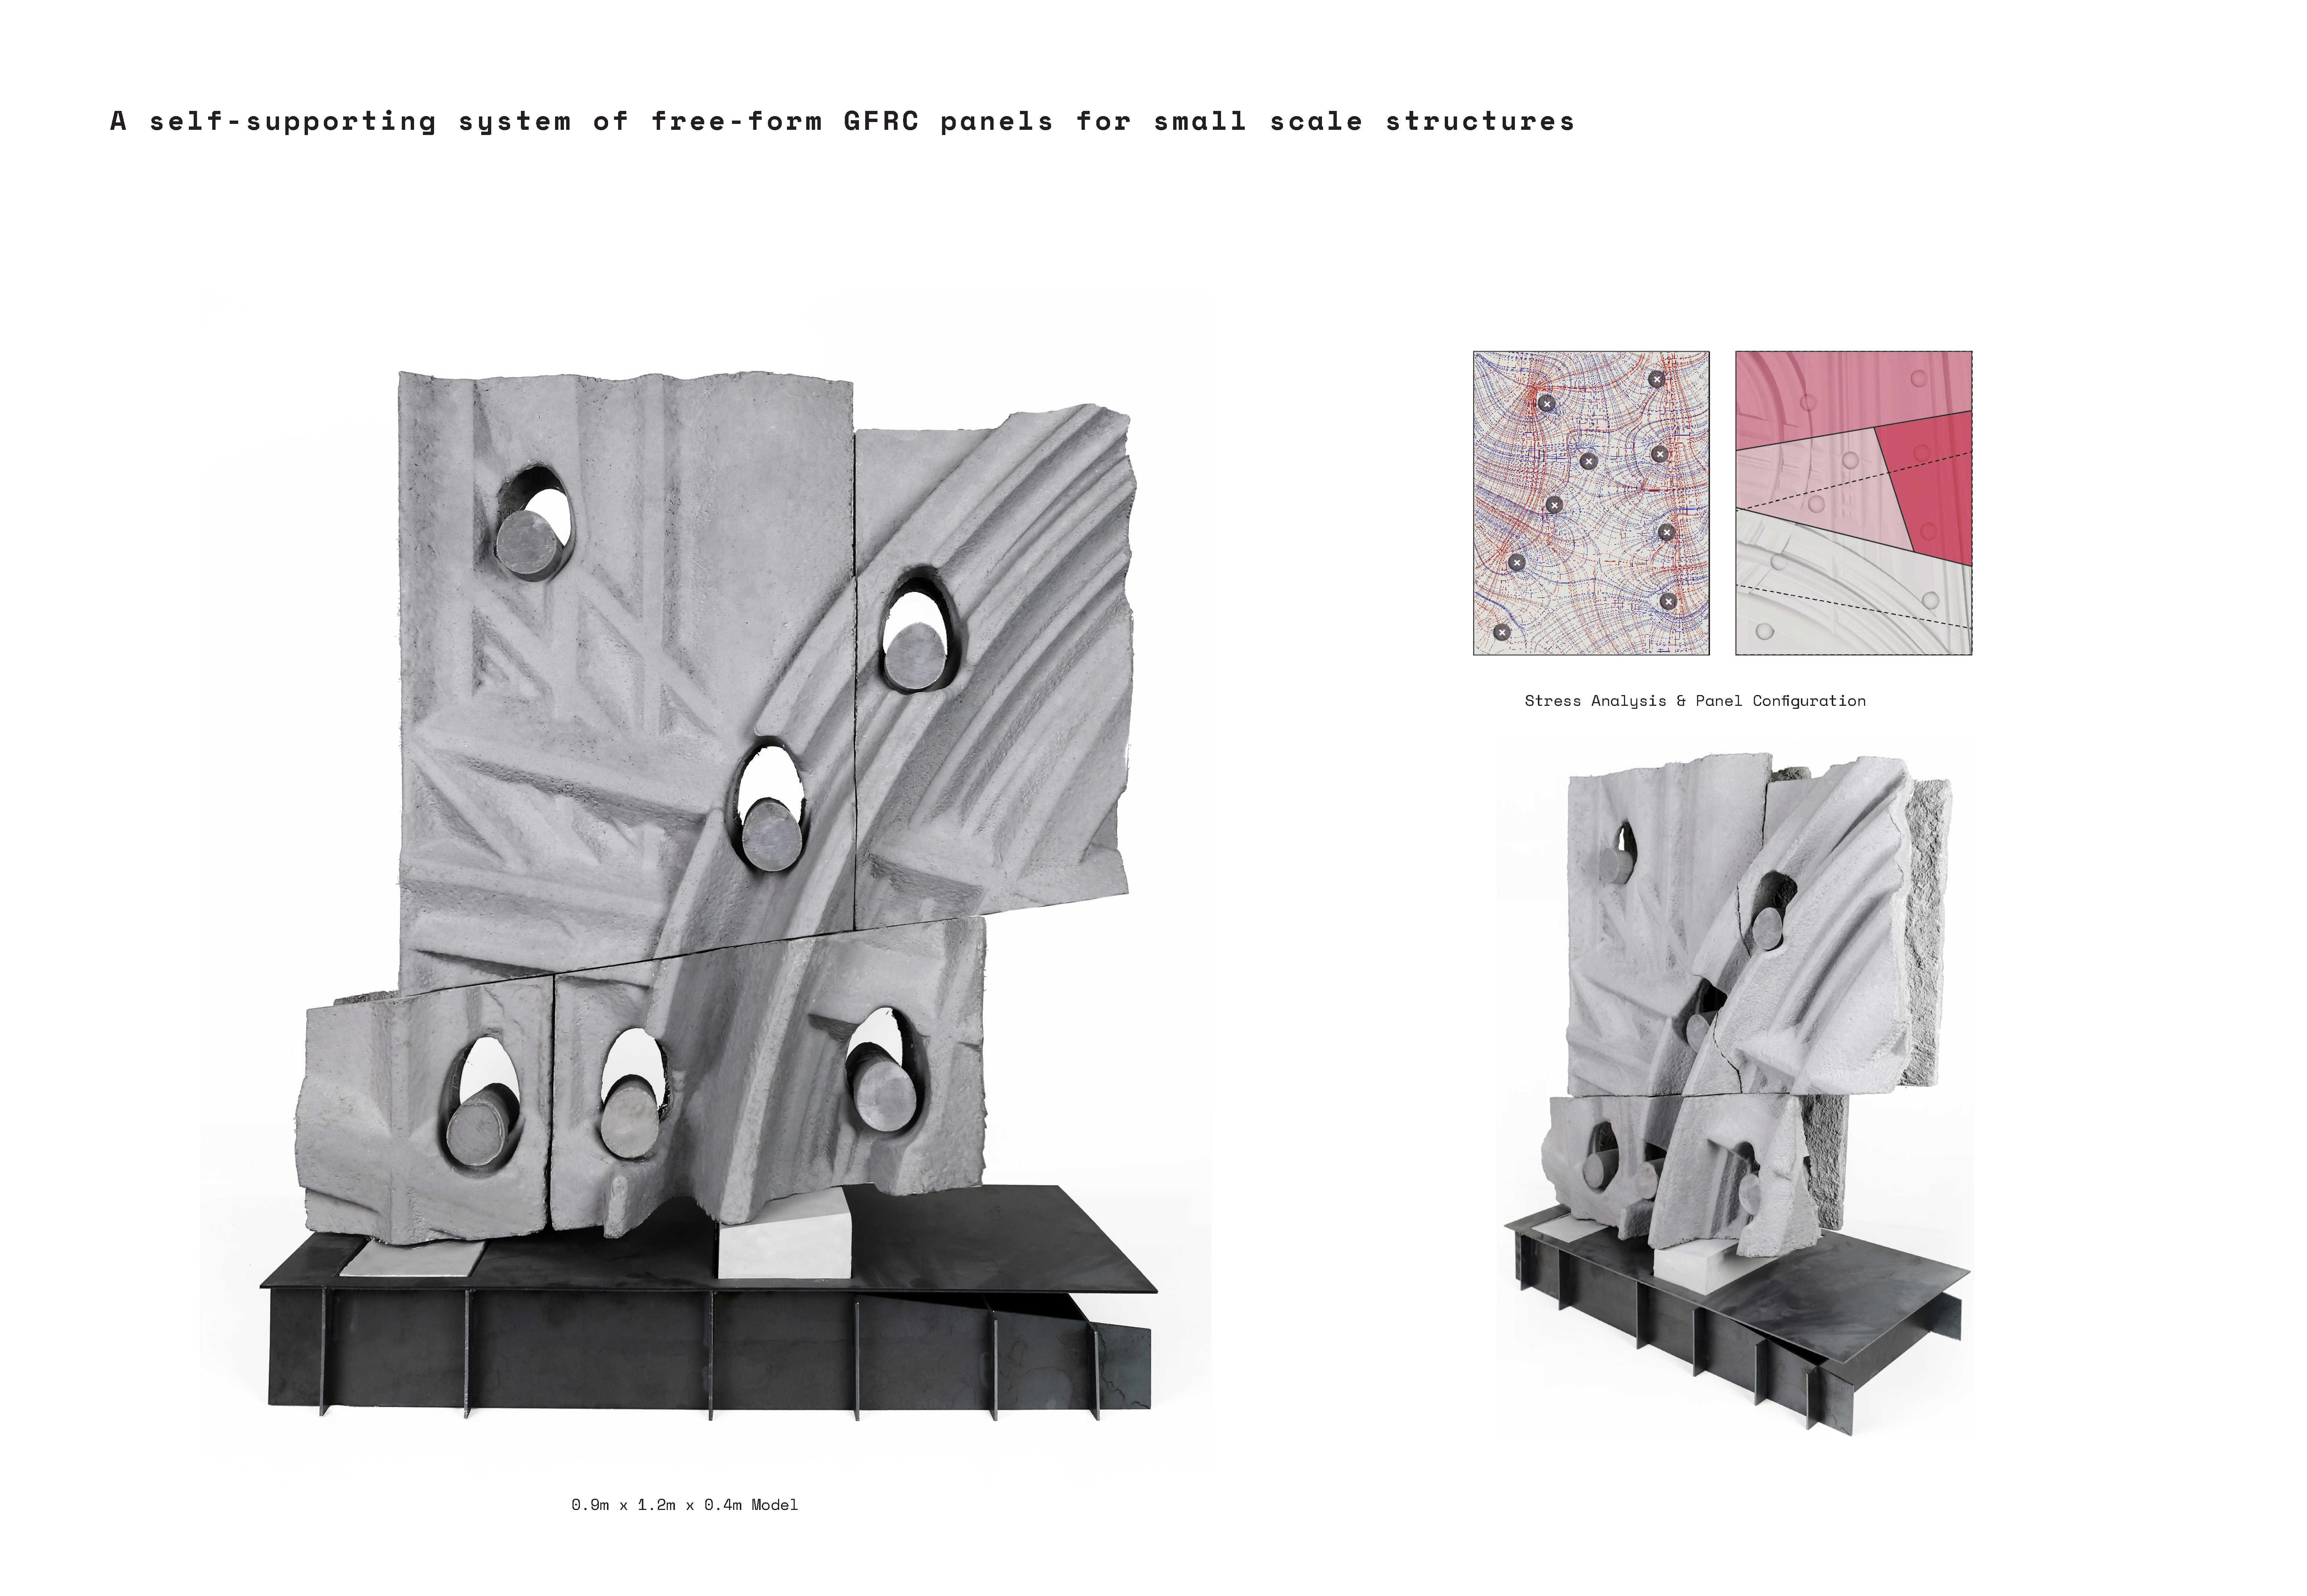 A self-supporting system of free-form GFRC panels for small scale structures
Stress Analysis & Panel Configuration
0.9m x 1.2m x 0.4m Model